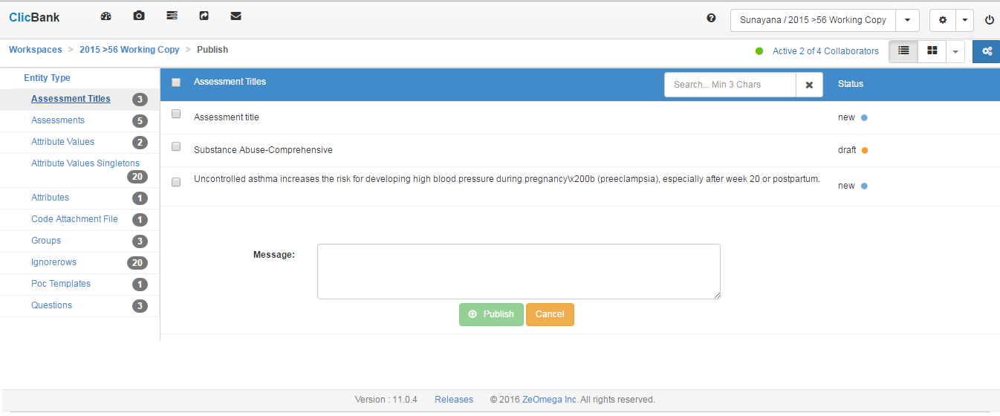 ClicBank
Sunayana / 2015 >56 Working Copy
Workspaces > 2015 >56 Working Copy > Publish
Active 2 of 4 Collaborators
Entity Type
Assessment Titles 3
Assessments 5
Attribute Values 2
Attribute Values Singletons
20
Attributes 1
Code Attachment File 1
Groups 3
Ignorerows 20
Poc Templates 1
Questions 3
Assessment Titles Search... Min 3 Chars Status
Assessment title new
Substance Abuse-Comprehensive draft
Uncontrolled asthma increases the risk for developing high blood pressure during pregnancy\x200b (preeclampsia), especially after week 20 or postpartum. new
Message:
Publish Cancel
Version : 11.0.4 Releases © 2016 ZeOmega Inc. All rights reserved.